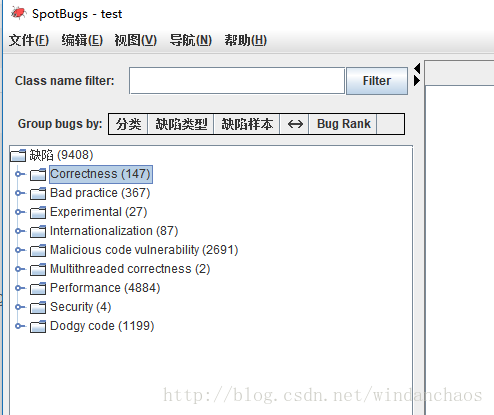 SpotBugs - test
文件(F) 编辑(E) 视图(V) 导航(N) 帮助(H)
Class name filter: Filter
Group bugs by: 分类 缺陷类型 缺陷样本 <-> Bug Rank
缺陷 (9408)
Correctness (147)
Bad practice (367)
Experimental (27)
Internationalization (87)
Malicious code vulnerability (2691)
Multithreaded correctness (2)
Performance (4884)
Security (4)
Dodgy code (1199)
http://blog.csdn.net/windanchaos